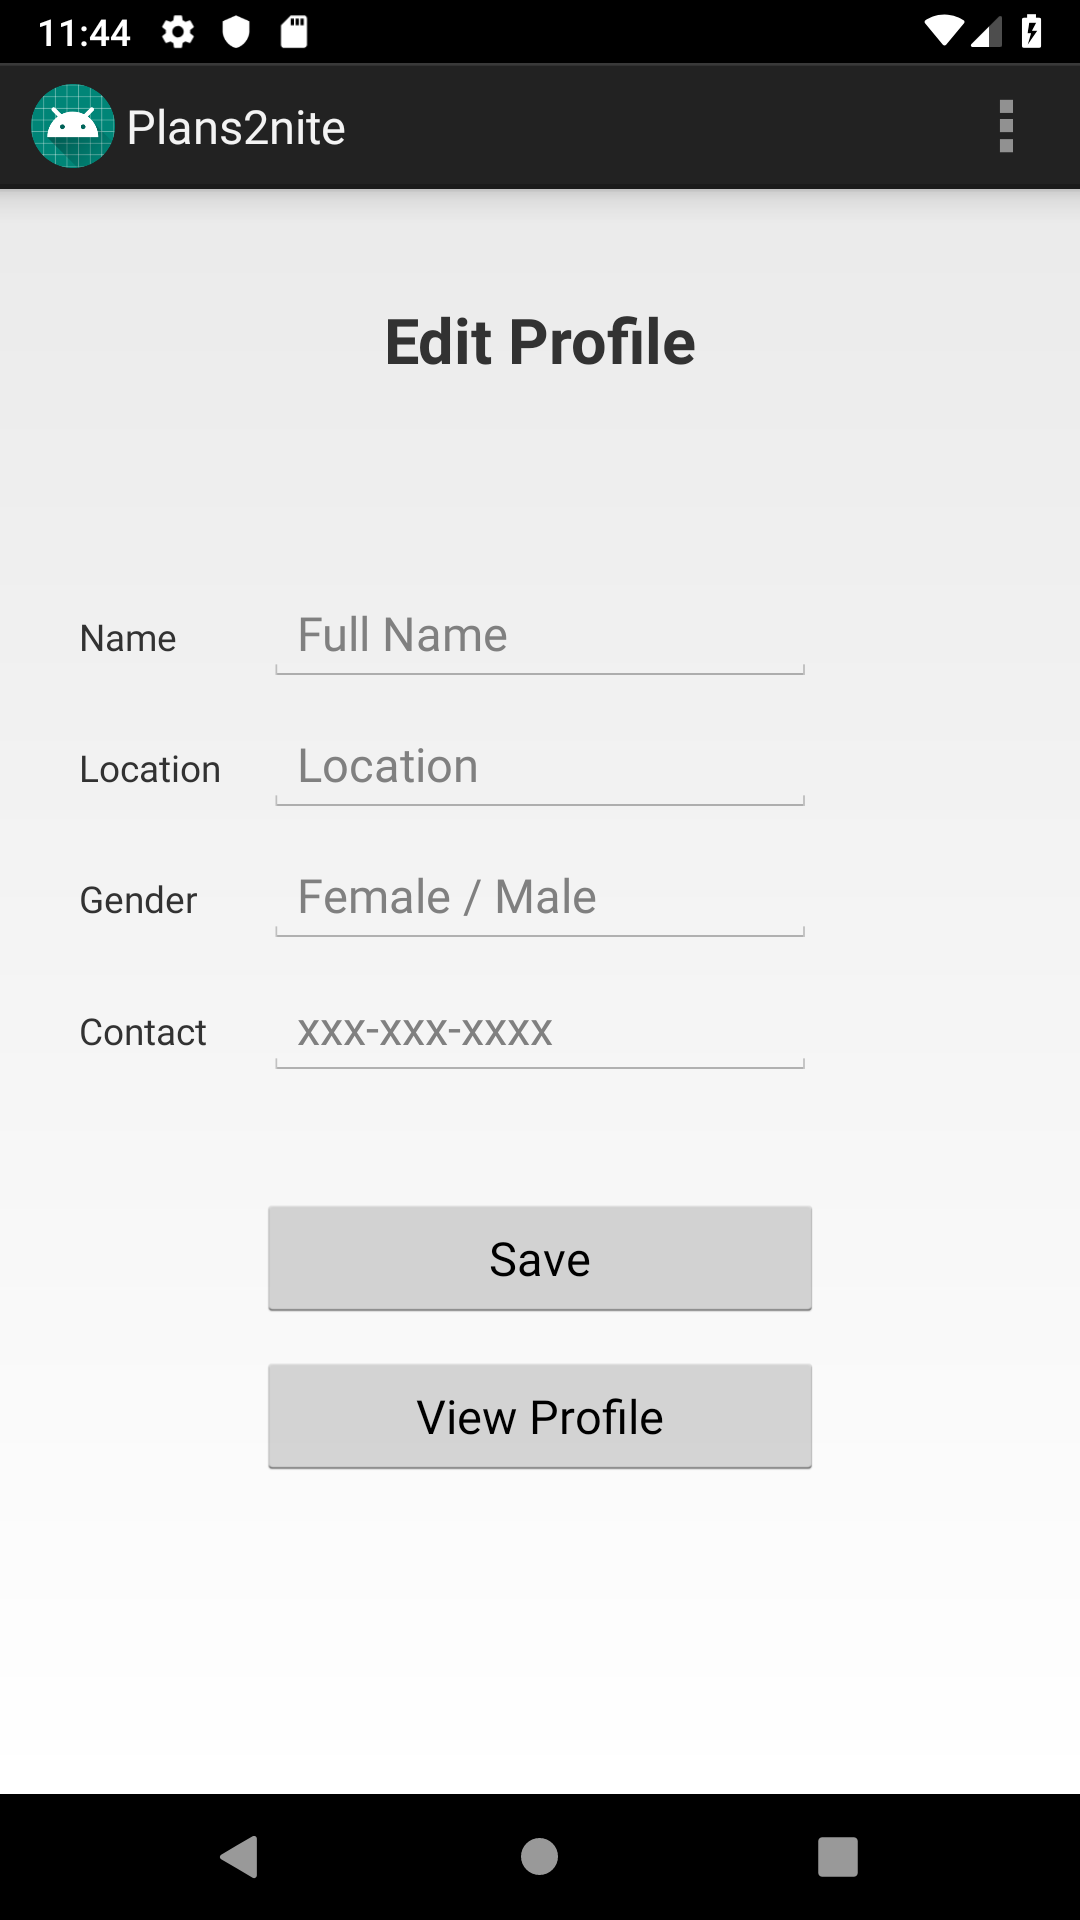 11:44
Plans2nite
Edit Profile
Name Full Name
Location Location
Gender Female / Male
Contact xxx-xxx-xxxx
Save
View Profile